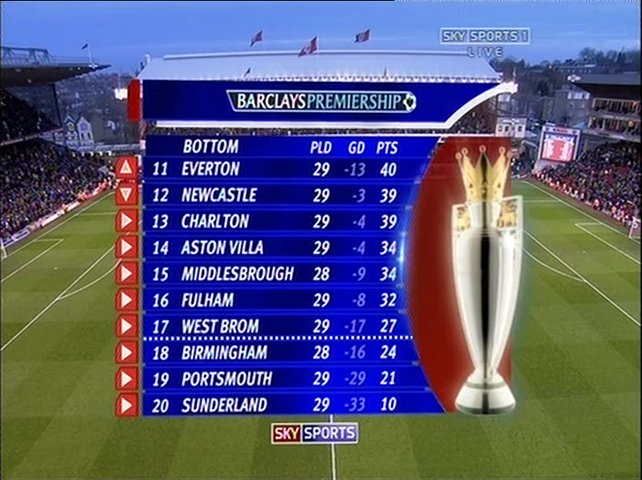 SKY SPORTS 1
LIVE
BARCLAYS PREMIERSHIP
BOTTOM PLD GD PTS
11 EVERTON 29 -13 40
12 NEWCASTLE 29 -3 39
13 CHARLTON 29 -4 39
14 ASTON VILLA 29 -4 34
15 MIDDLESBROUGH 28 -9 34
16 FULHAM 29 -8 32
17 WEST BROM 29 -17 27
18 BIRMINGHAM 28 -16 24
19 PORTSMOUTH 29 -29 21
20 SUNDERLAND 29 -33 10
SKY SPORTS